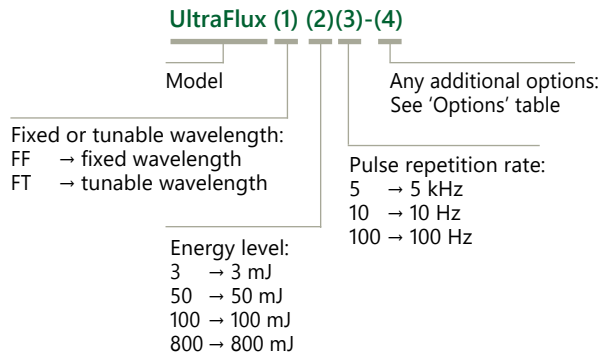 UltraFlux (1) (2)(3)-(4)
Model
Any additional options:
See 'Options' table
Fixed or tunable wavelength:
FF → fixed wavelength
FT → tunable wavelength
Pulse repetition rate:
5 → 5 kHz
10 → 10 Hz
100 → 100 Hz
Energy level:
3 → 3 mJ
50 → 50 mJ
100 → 100 mJ
800 → 800 mJ